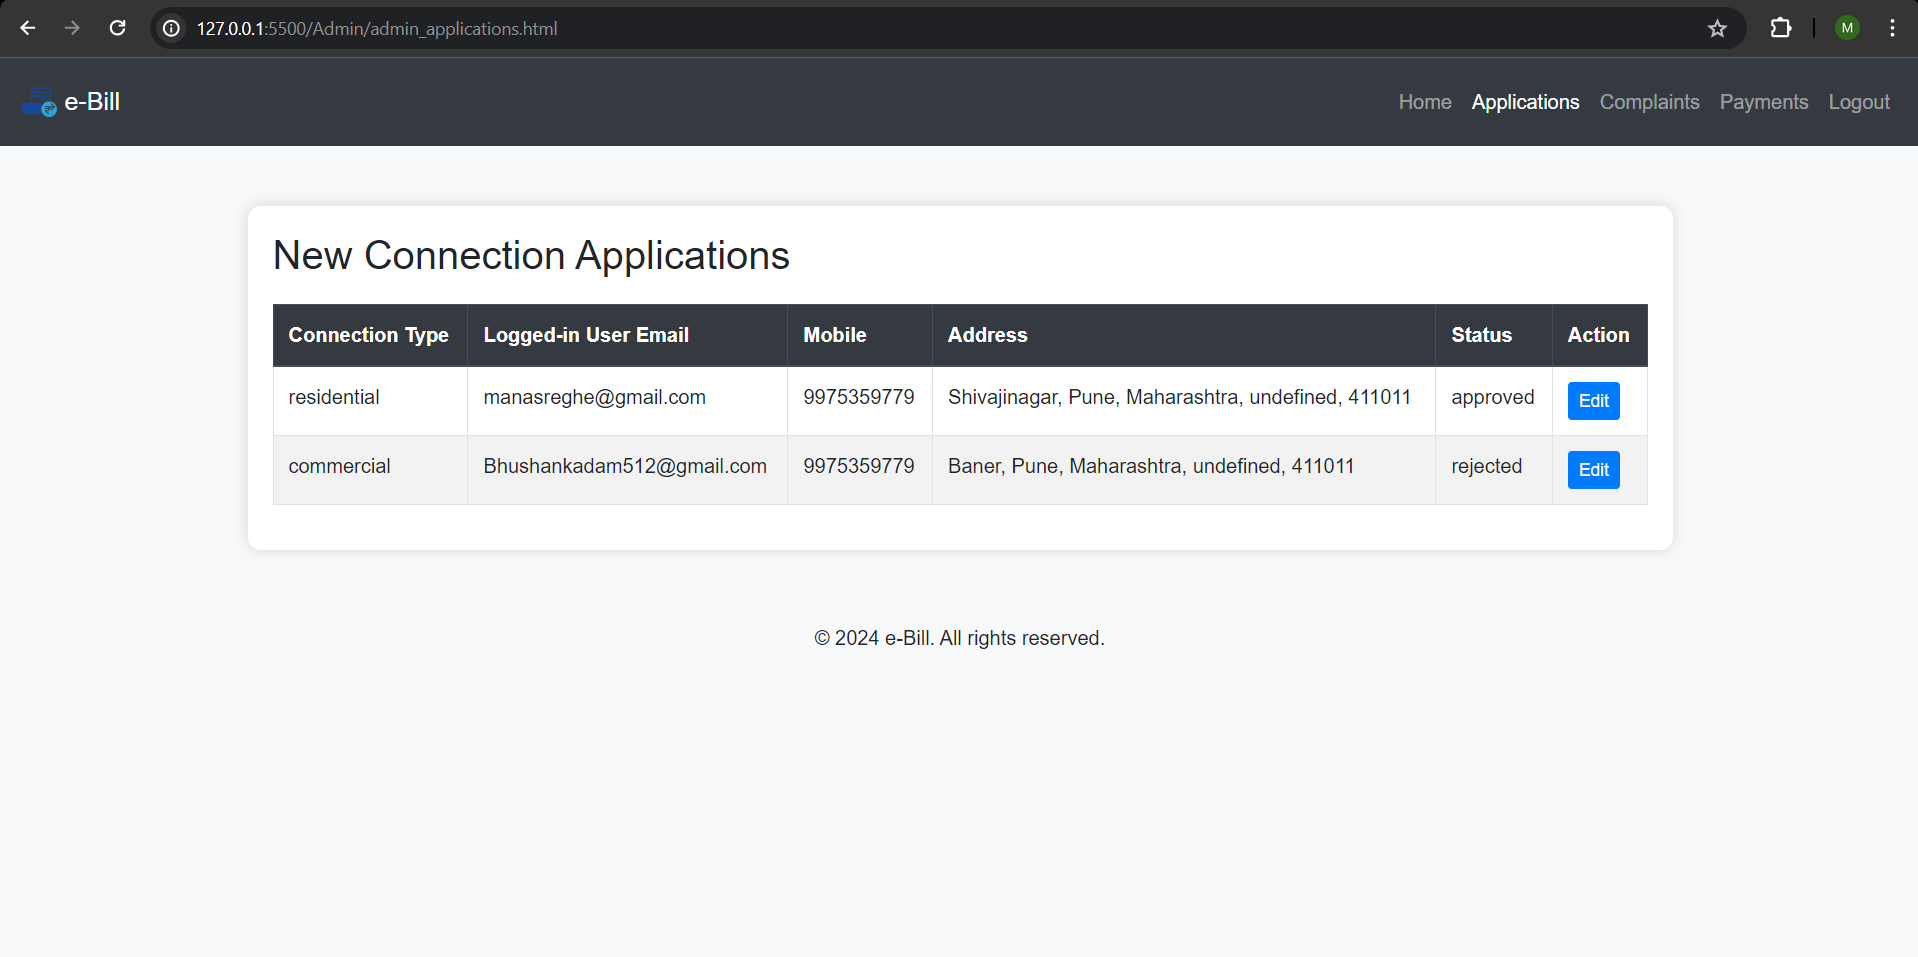 127.0.0.1:5500/Admin/admin_applications.html
M
e-Bill
Home Applications Complaints Payments Logout
New Connection Applications
Connection Type Logged-in User Email Mobile Address Status Action
residential manasreghe@gmail.com 9975359779 Shivajinagar, Pune, Maharashtra, undefined, 411011 approved Edit
commercial Bhushankadam512@gmail.com 9975359779 Baner, Pune, Maharashtra, undefined, 411011 rejected Edit
© 2024 e-Bill. All rights reserved.